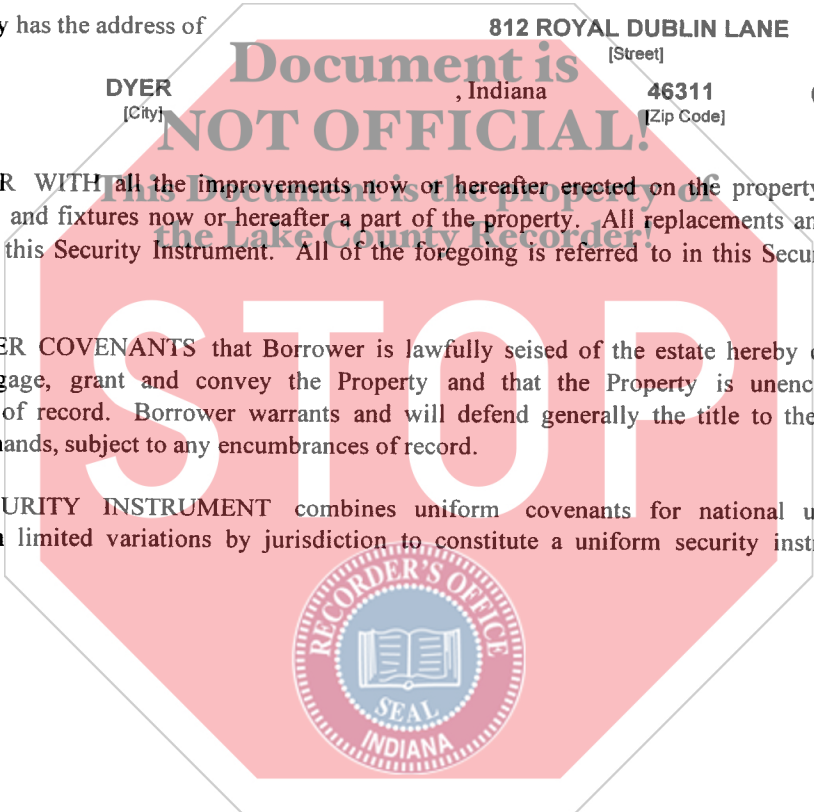 y has the address of 812 ROYAL DUBLIN LANE
[Street]
Document is
DYER , Indiana 46311 (
[City] [Zip Code]
NOT OFFICIAL!
R WITH all the improvements now or hereafter erected on the property
This Document is the property of
and fixtures now or hereafter a part of the property. All replacements an
the Lake County Recorder!
this Security Instrument. All of the foregoing is referred to in this Secu
STOP
ER COVENANTS that Borrower is lawfully seised of the estate hereby c
gage, grant and convey the Property and that the Property is unenc
of record. Borrower warrants and will defend generally the title to the
nands, subject to any encumbrances of record.
URITY INSTRUMENT combines uniform covenants for national u
n limited variations by jurisdiction to constitute a uniform security instr
RECORDER'S OFFICE
SEAL
INDIANA